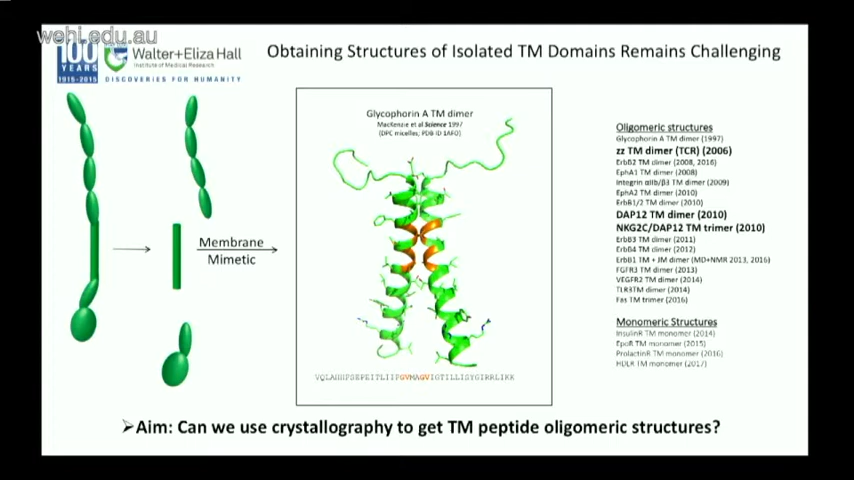 wehi.edu.au
100
YEARS
1915-2015
Walter+Eliza Hall
Institute of Medical Research
DISCOVERIES FOR HUMANITY
Obtaining Structures of Isolated TM Domains Remains Challenging
Membrane
Mimetic
Glycophorin A TM dimer
MacKenzie et al Science 1997
(DPC micelles; PDB ID 1AFO)
VQLAHHFSEPEITLIIFGVMAGVIGTILLISYGIRRLIKK
Oligomeric structures
Glycophorin A TM dimer (1997)
zz TM dimer (TCR) (2006)
ErbB2 TM dimer (2008, 2016)
EphA1 TM dimer (2008)
Integrin αIIb/β3 TM dimer (2009)
EphA2 TM dimer (2010)
ErbB1/2 TM dimer (2010)
DAP12 TM dimer (2010)
NKG2C/DAP12 TM trimer (2010)
ErbB3 TM dimer (2011)
ErbB4 TM dimer (2012)
ErbB1 TM + JM dimer (MD+NMR 2013, 2016)
FGFR3 TM dimer (2013)
VEGFR2 TM dimer (2014)
TLR3TM dimer (2014)
Fas TM trimer (2016)
Monomeric Structures
InsulinR TM monomer (2014)
EpoR TM monomer (2015)
ProlactinR TM monomer (2016)
TM monomer (2017)
➢Aim: Can we use crystallography to get TM peptide oligomeric structures?